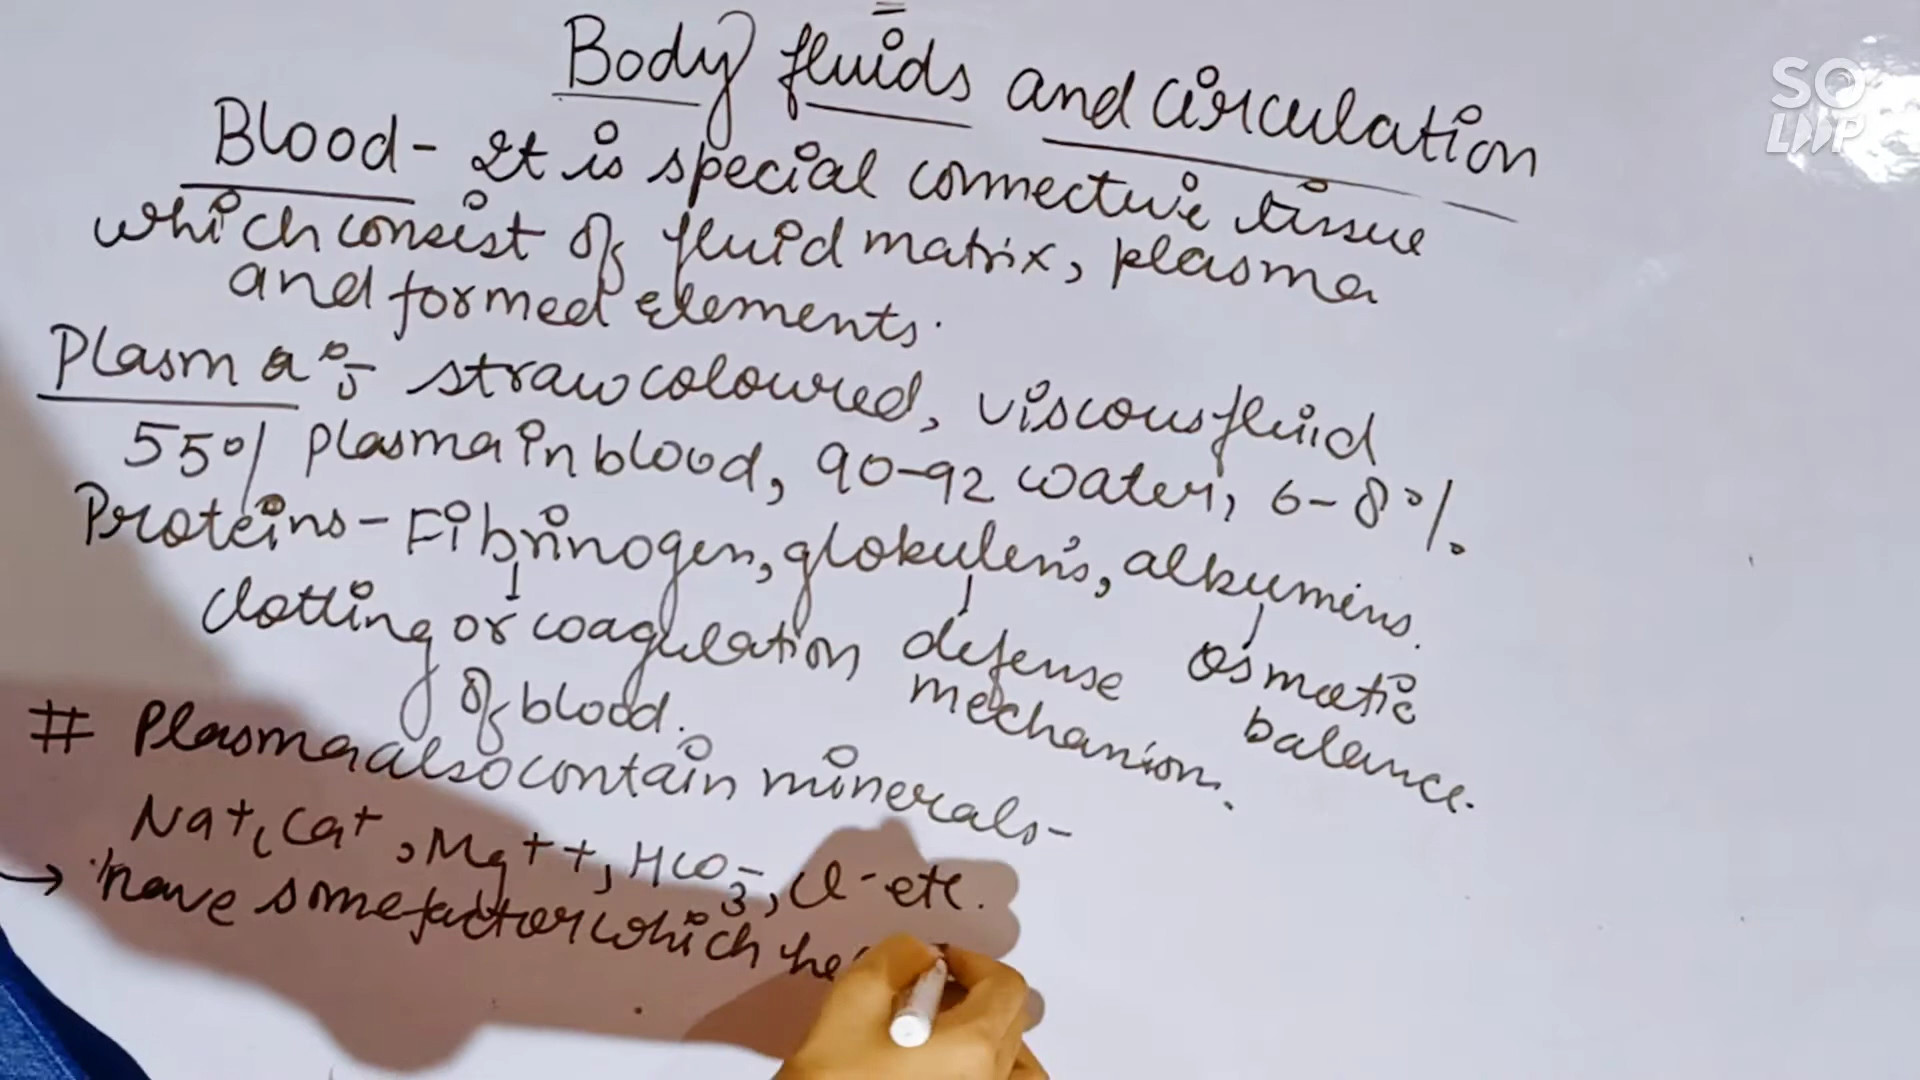 Body fluids and circulation
Blood - It is special connective tissue
which consist of fluid matrix, plasma
and formed elements.
Plasma :- straw coloured, viscous fluid
55% plasma in blood, 90-92 water, 6-8%.
Proteins - Fibrinogen, globulens, albumins.
clotting or coagulation defense osmotic
of blood. mechanism. balance.
# Plasma also contain minerals -
Na+, Ca+, Mg++, HCO3-, Cl- etc.
→ have some factor which
SO LOOP